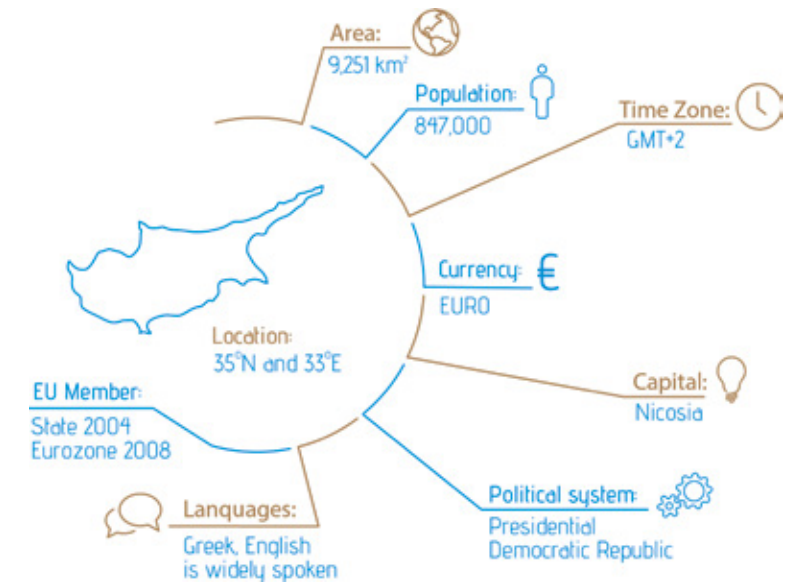 Area:
9,251 km²
Population:
847,000
Time Zone:
GMT+2
Currency: €
EURO
Location:
35°N and 33°E
Capital:
Nicosia
EU Member:
State 2004
Eurozone 2008
Political system:
Presidential
Democratic Republic
Lanquages:
Greek, English
is widely spoken